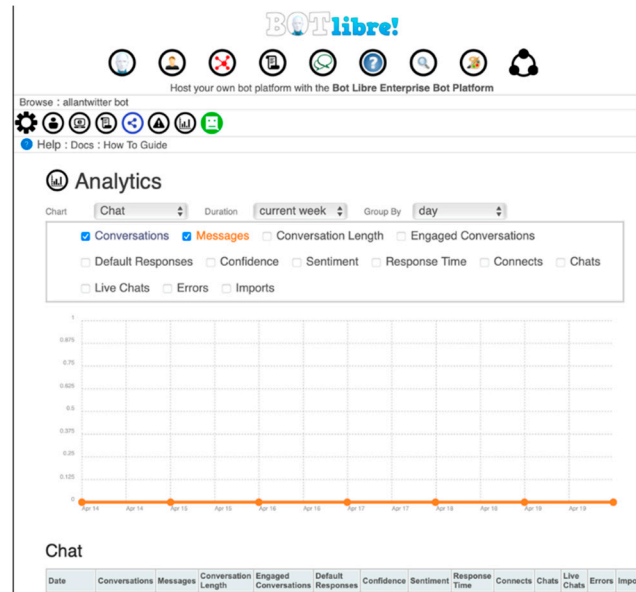 BOTlibre!
Host your own bot platform with the Bot Libre Enterprise Bot Platform
Browse : allantwitter bot
Help : Docs : How To Guide
Analytics
Chart Chat Duration current week Group By day
Conversations Messages Conversation Length Engaged Conversations
Default Responses Confidence Sentiment Response Time Connects Chats
Live Chats Errors Imports
1
0.875
0.75
0.625
0.5
0.375
0.25
0.125
0
Apr 14 Apr 14 Apr 15 Apr 15 Apr 16 Apr 16 Apr 17 Apr 17 Apr 18 Apr 18 Apr 19
Chat
Date Conversations Messages Conversation Length Engaged Conversations Default Responses Confidence Sentiment Response Time Connects Chats Live Chats Errors Impo